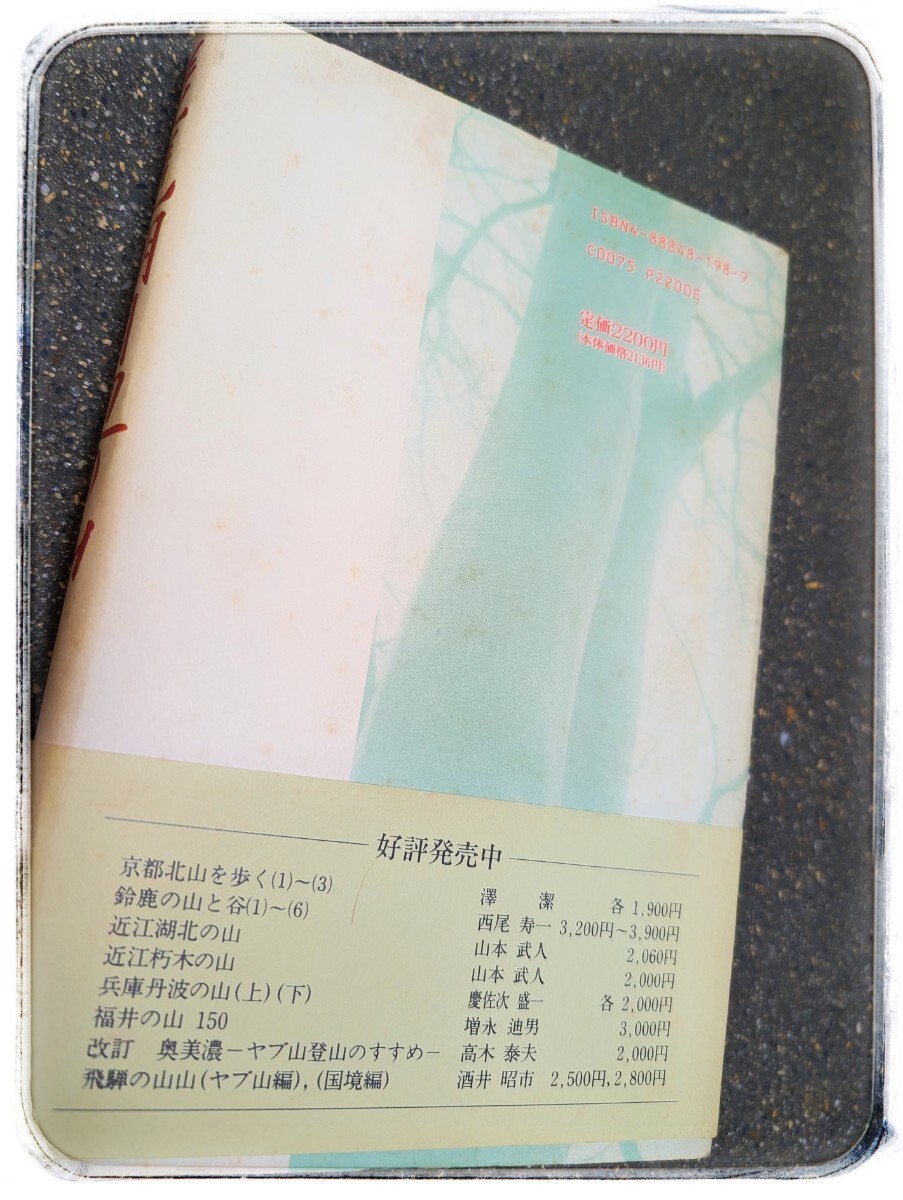 ISBN4-88848-198-9
C0075 P2200E
定価2200円
(本体価格2136円)
好評発売中
京都北山を歩く(1)～(3) 澤 潔 各 1,900円
鈴鹿の山と谷(1)～(6) 西尾 寿一 3,200円～3,900円
近江湖北の山 山本 武人 2,060円
近江朽木の山 山本 武人 2,000円
兵庫丹波の山(上)(下) 慶佐次 盛一 各 2,000円
福井の山 150 増永 迪男 3,000円
改訂 奥美濃－ヤブ山登山のすすめ－ 高木 泰夫 2,000円
飛騨の山山(ヤブ山編),(国境編) 酒井 昭市 2,500円,2,800円